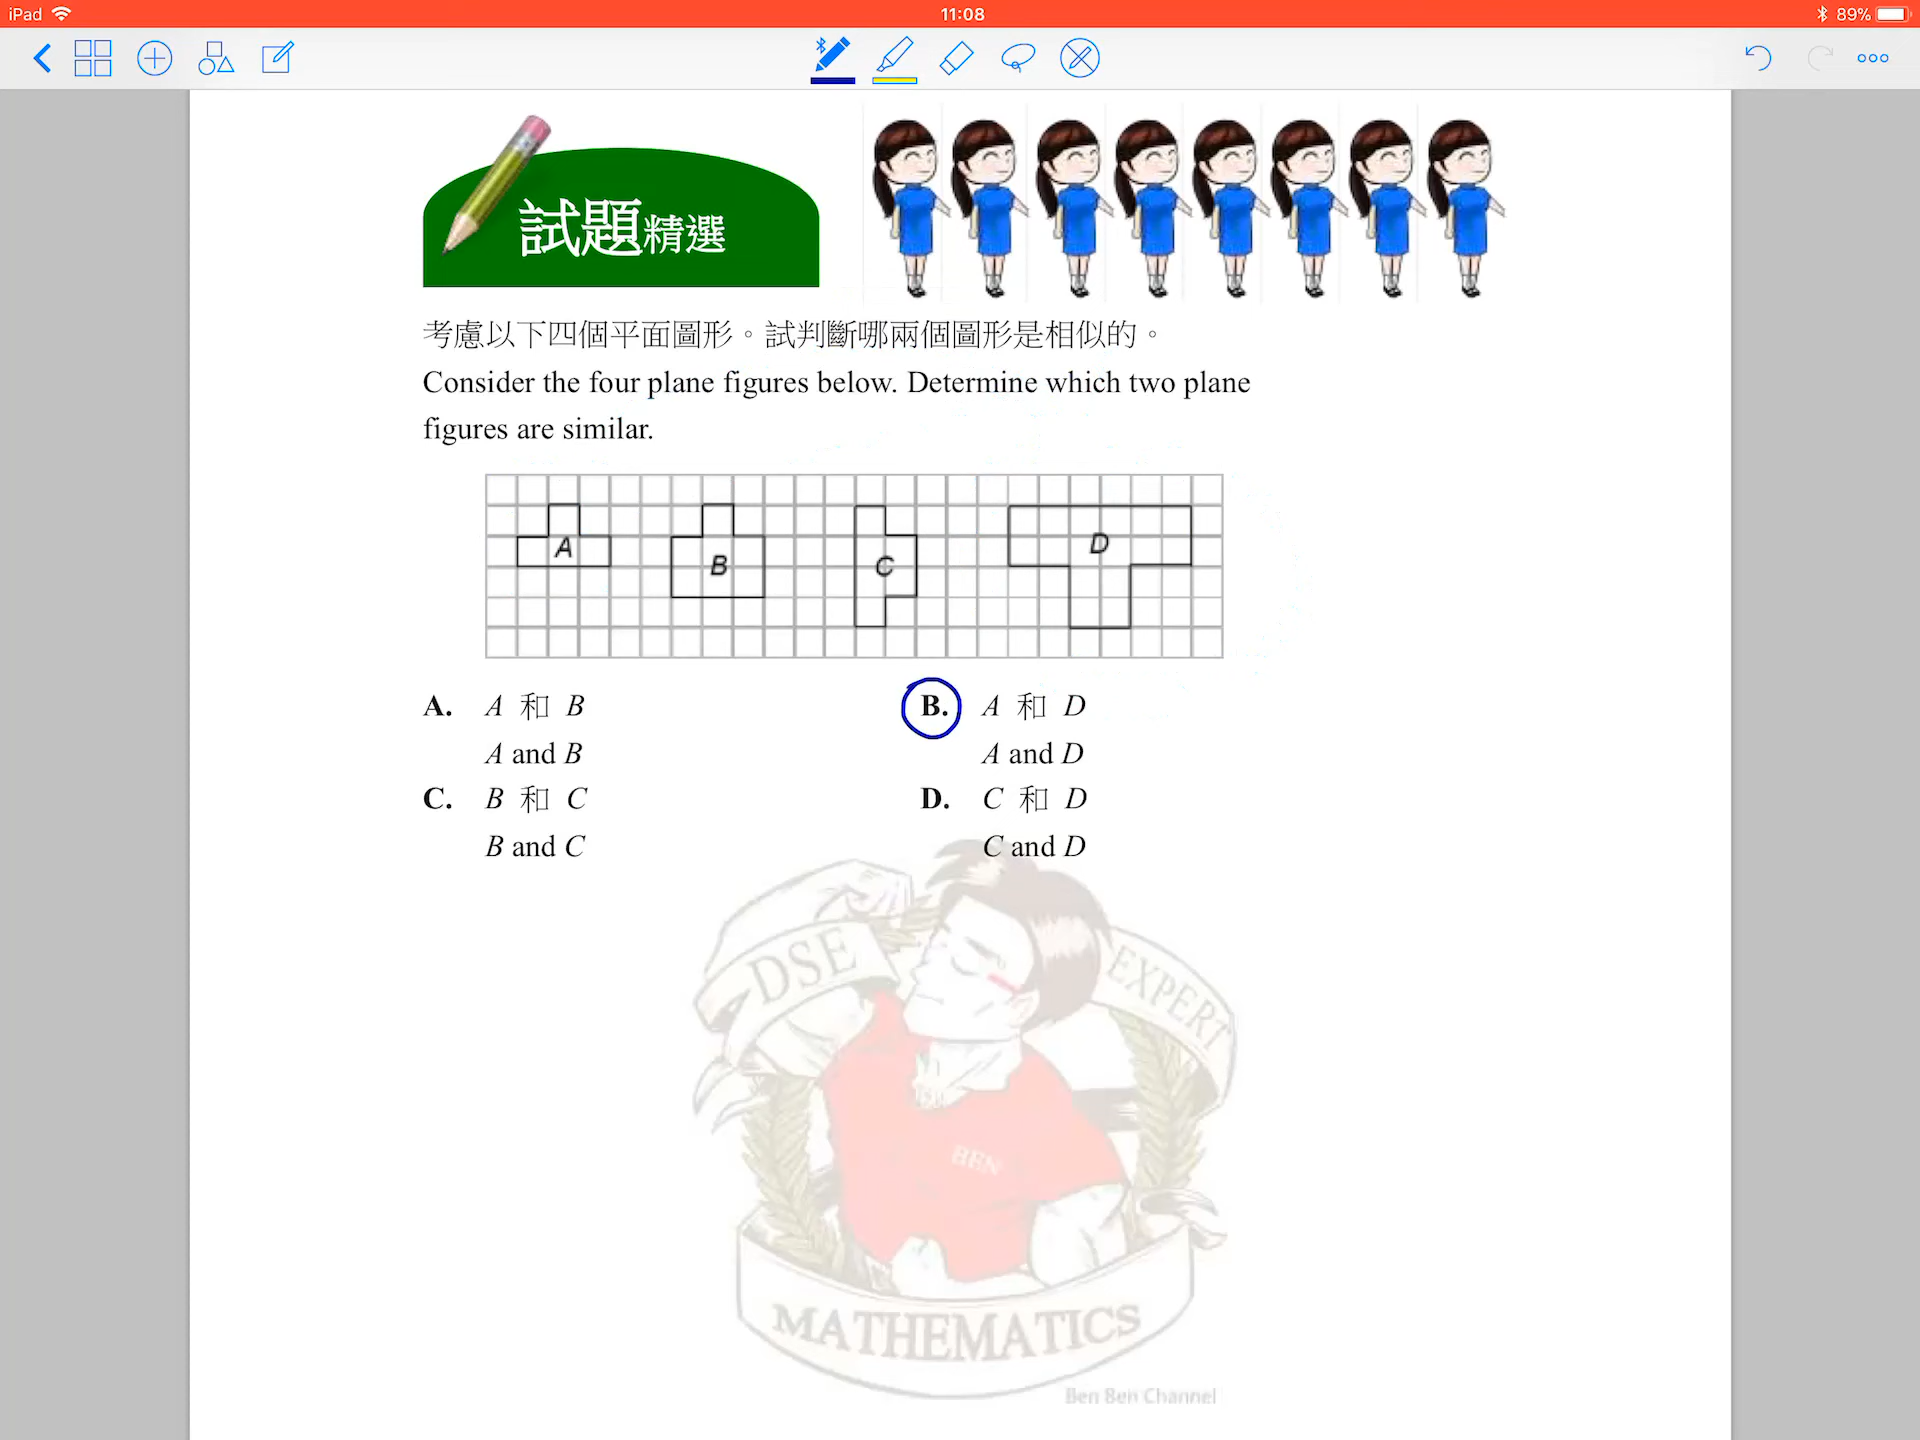 iPad
11:08
89%
試題精選
考慮以下四個平面圖形。試判斷哪兩個圖形是相似的。
Consider the four plane figures below. Determine which two plane
figures are similar.
A B C D
A. A 和 B B. A 和 D
A and B A and D
C. B 和 C D. C 和 D
B and C C and D
DSE EXPERT
BEN
MATHEMATICS
Ben Ben Channel